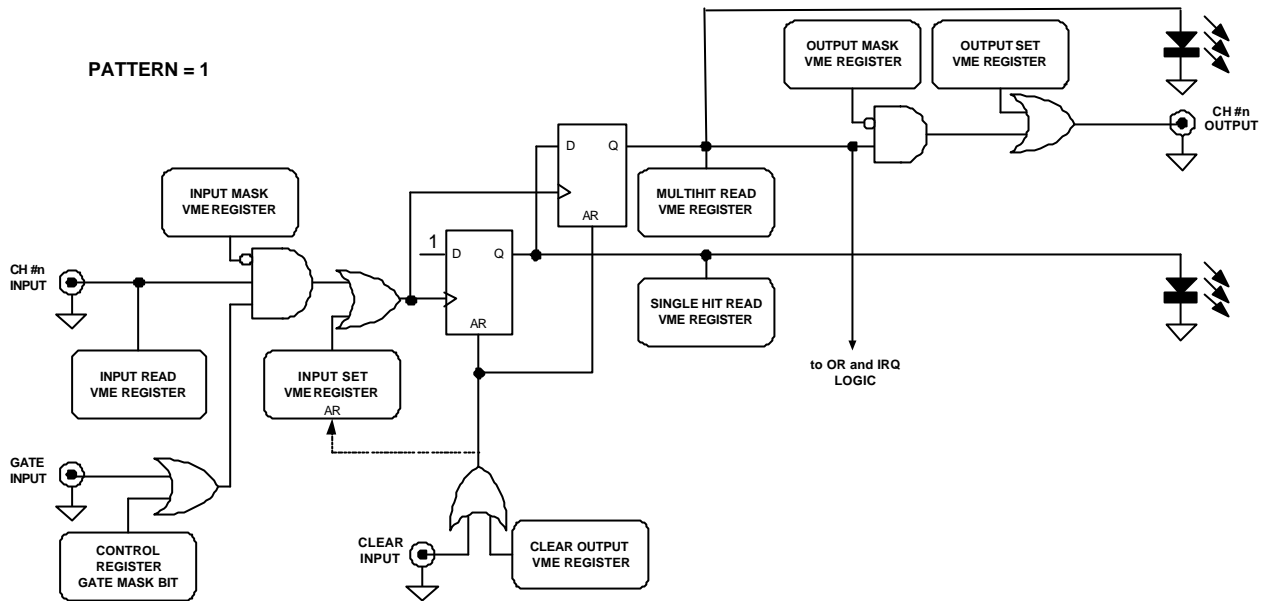 PATTERN = 1
OUTPUT MASK
VME REGISTER
OUTPUT SET
VME REGISTER
CH #n
OUTPUT
D
Q
AR
INPUT MASK
VME REGISTER
MULTIHIT READ
VME REGISTER
1
D
Q
AR
CH #n
INPUT
SINGLE HIT READ
VME REGISTER
INPUT READ
VME REGISTER
INPUT SET
VME REGISTER
AR
to OR and IRQ
LOGIC
GATE
INPUT
CONTROL
REGISTER
GATE MASK BIT
CLEAR
INPUT
CLEAR OUTPUT
VME REGISTER